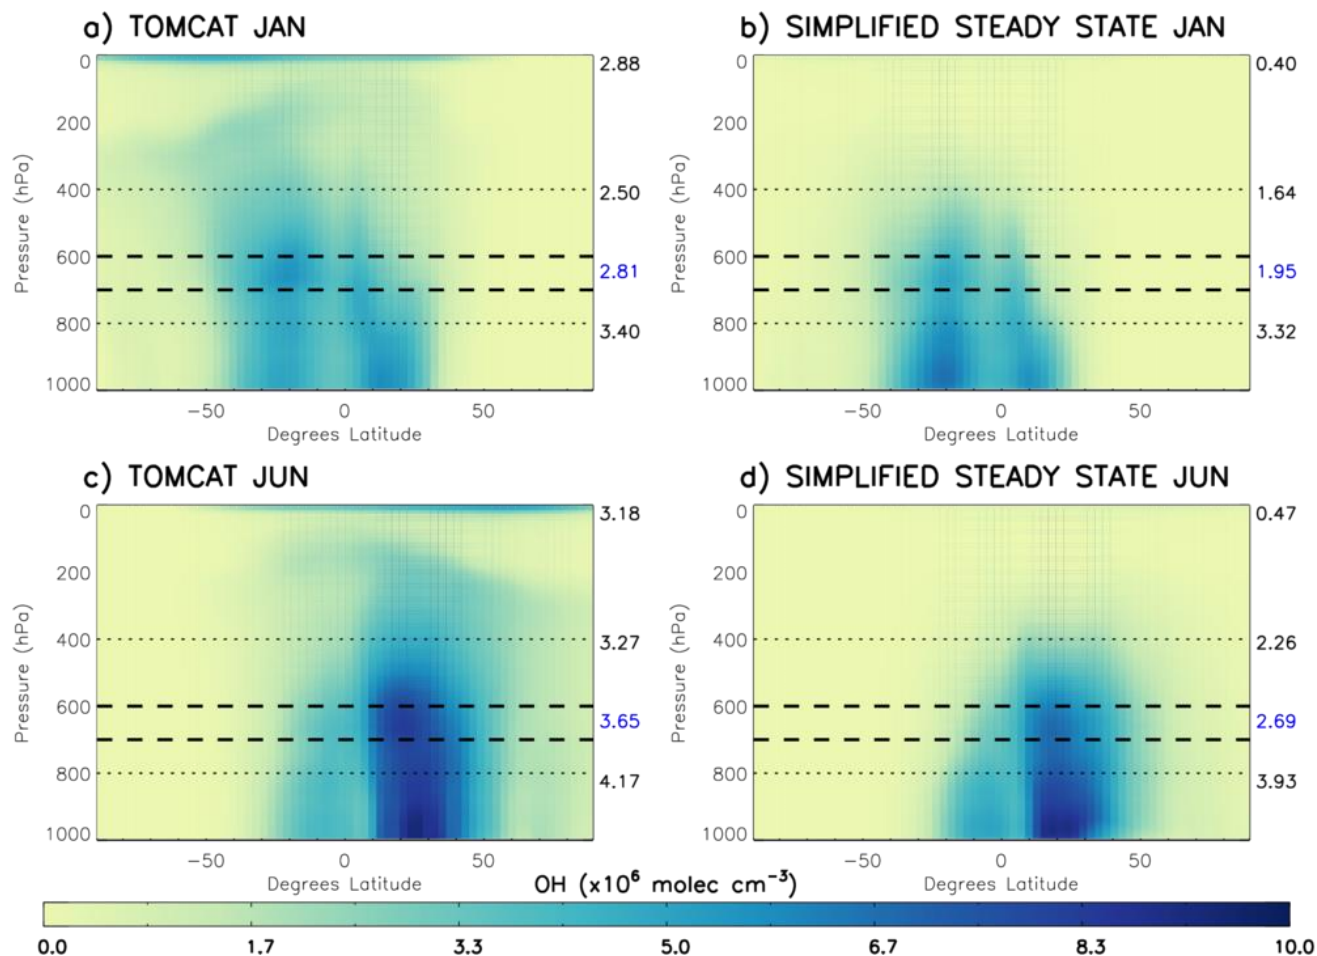 a) TOMCAT JAN
b) SIMPLIFIED STEADY STATE JAN
0
200
400
600
800
1000
Pressure (hPa)
−50 0 50
Degrees Latitude
2.88
2.50
2.81
3.40
0
200
400
600
800
1000
Pressure (hPa)
−50 0 50
Degrees Latitude
0.40
1.64
1.95
3.32
c) TOMCAT JUN
d) SIMPLIFIED STEADY STATE JUN
0
200
400
600
800
1000
Pressure (hPa)
−50 0 50
Degrees Latitude
3.18
3.27
3.65
4.17
0
200
400
600
800
1000
Pressure (hPa)
−50 0 50
Degrees Latitude
0.47
2.26
2.69
3.93
OH (x10⁶ molec cm⁻³)
0.0 1.7 3.3 5.0 6.7 8.3 10.0